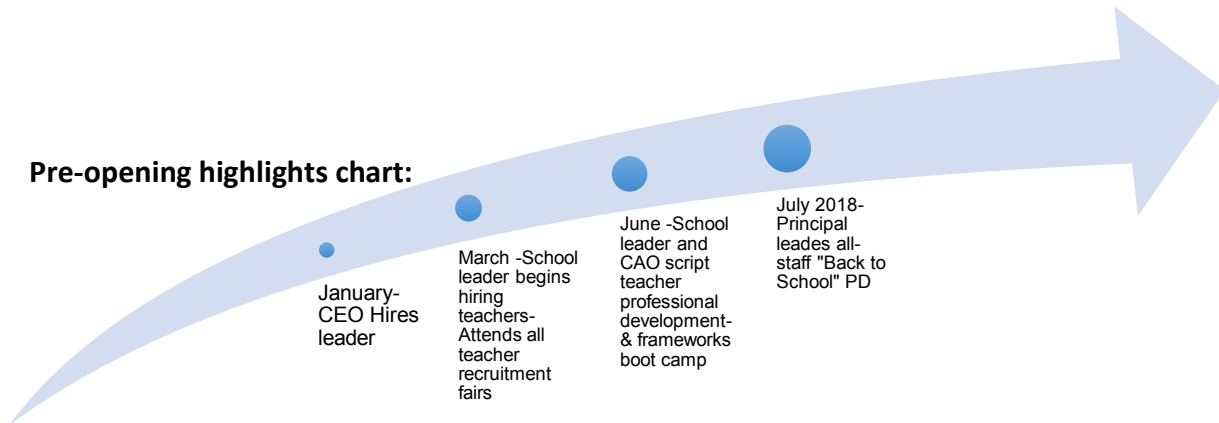 Pre-opening highlights chart:
January-
CEO Hires
leader
March -School
leader begins
hiring
teachers-
Attends all
teacher
recruitment
fairs
June -School
leader and
CAO script
teacher
professional
development-
& frameworks
boot camp
July 2018-
Principal
leades all-
staff "Back to
School" PD